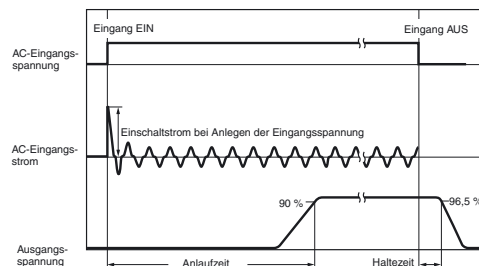 Eingang EIN
Eingang AUS
AC-Eingangs-
spannung
Einschaltstrom bei Anlegen der Eingangsspannung
AC-Eingangs-
strom
90 %
96,5 %
Ausgangs-
spannung
Anlaufzeit
Haltezeit